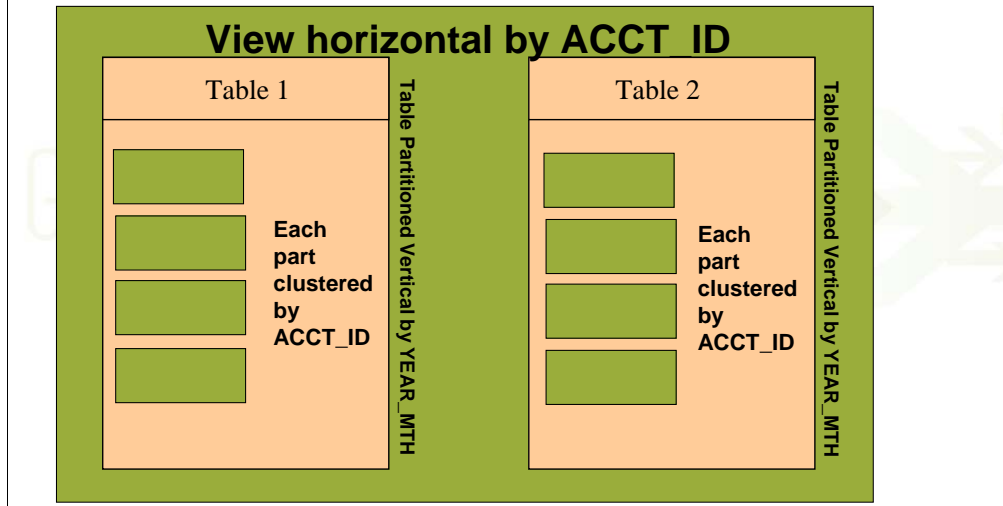 View horizontal by ACCT_ID
Table 1
Each
part
clustered
by
ACCT_ID
Table Partitioned Vertical by YEAR_MTH
Table 2
Each
part
clustered
by
ACCT_ID
Table Partitioned Vertical by YEAR_MTH